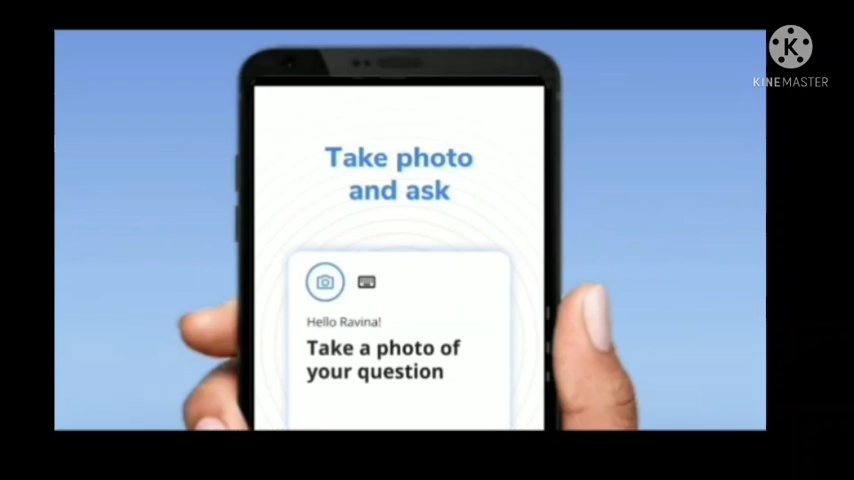 Take photo
and ask
K
KINEMASTER
Hello Ravina!
Take a photo of
your question